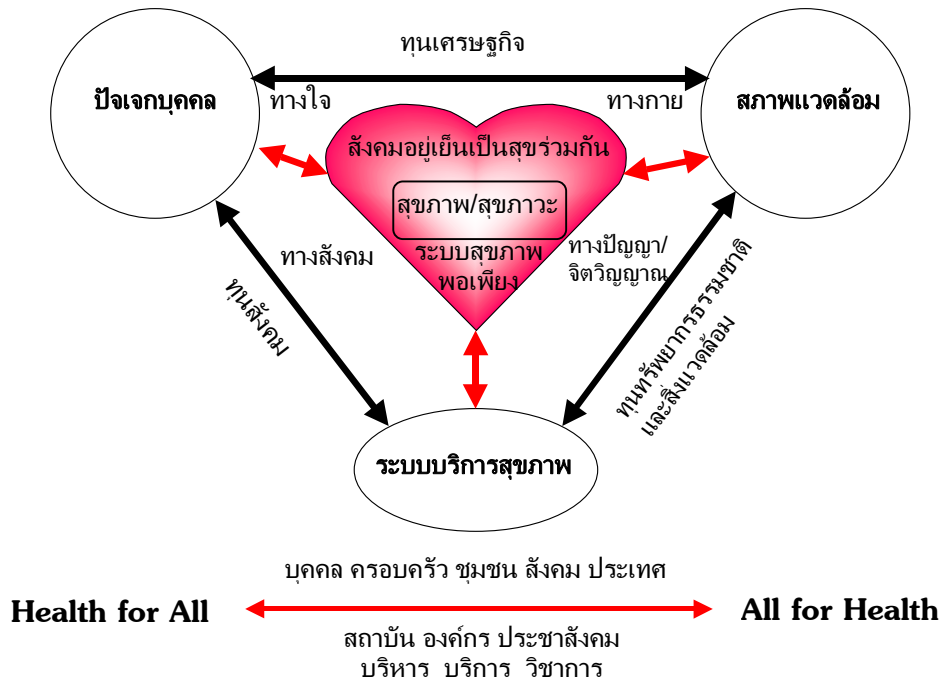 ทุนเศรษฐกิจ
ปัจเจกบุคคล
สภาพแวดล้อม
ทางใจ
ทางกาย
สังคมอยู่เย็นเป็นสุขร่วมกัน
สุขภาพ/สุขภาวะ
ทางสังคม
ระบบสุขภาพ
พอเพียง
ทางปัญญา/
จิตวิญญาณ
ทุนสังคม
ทุนทรัพยากรธรรมชาติ
และสิ่งแวดล้อม
ระบบบริการสุขภาพ
บุคคล ครอบครัว ชุมชน สังคม ประเทศ
Health for All
All for Health
สถาบัน องค์กร ประชาสังคม
บริหาร บริการ วิชาการ